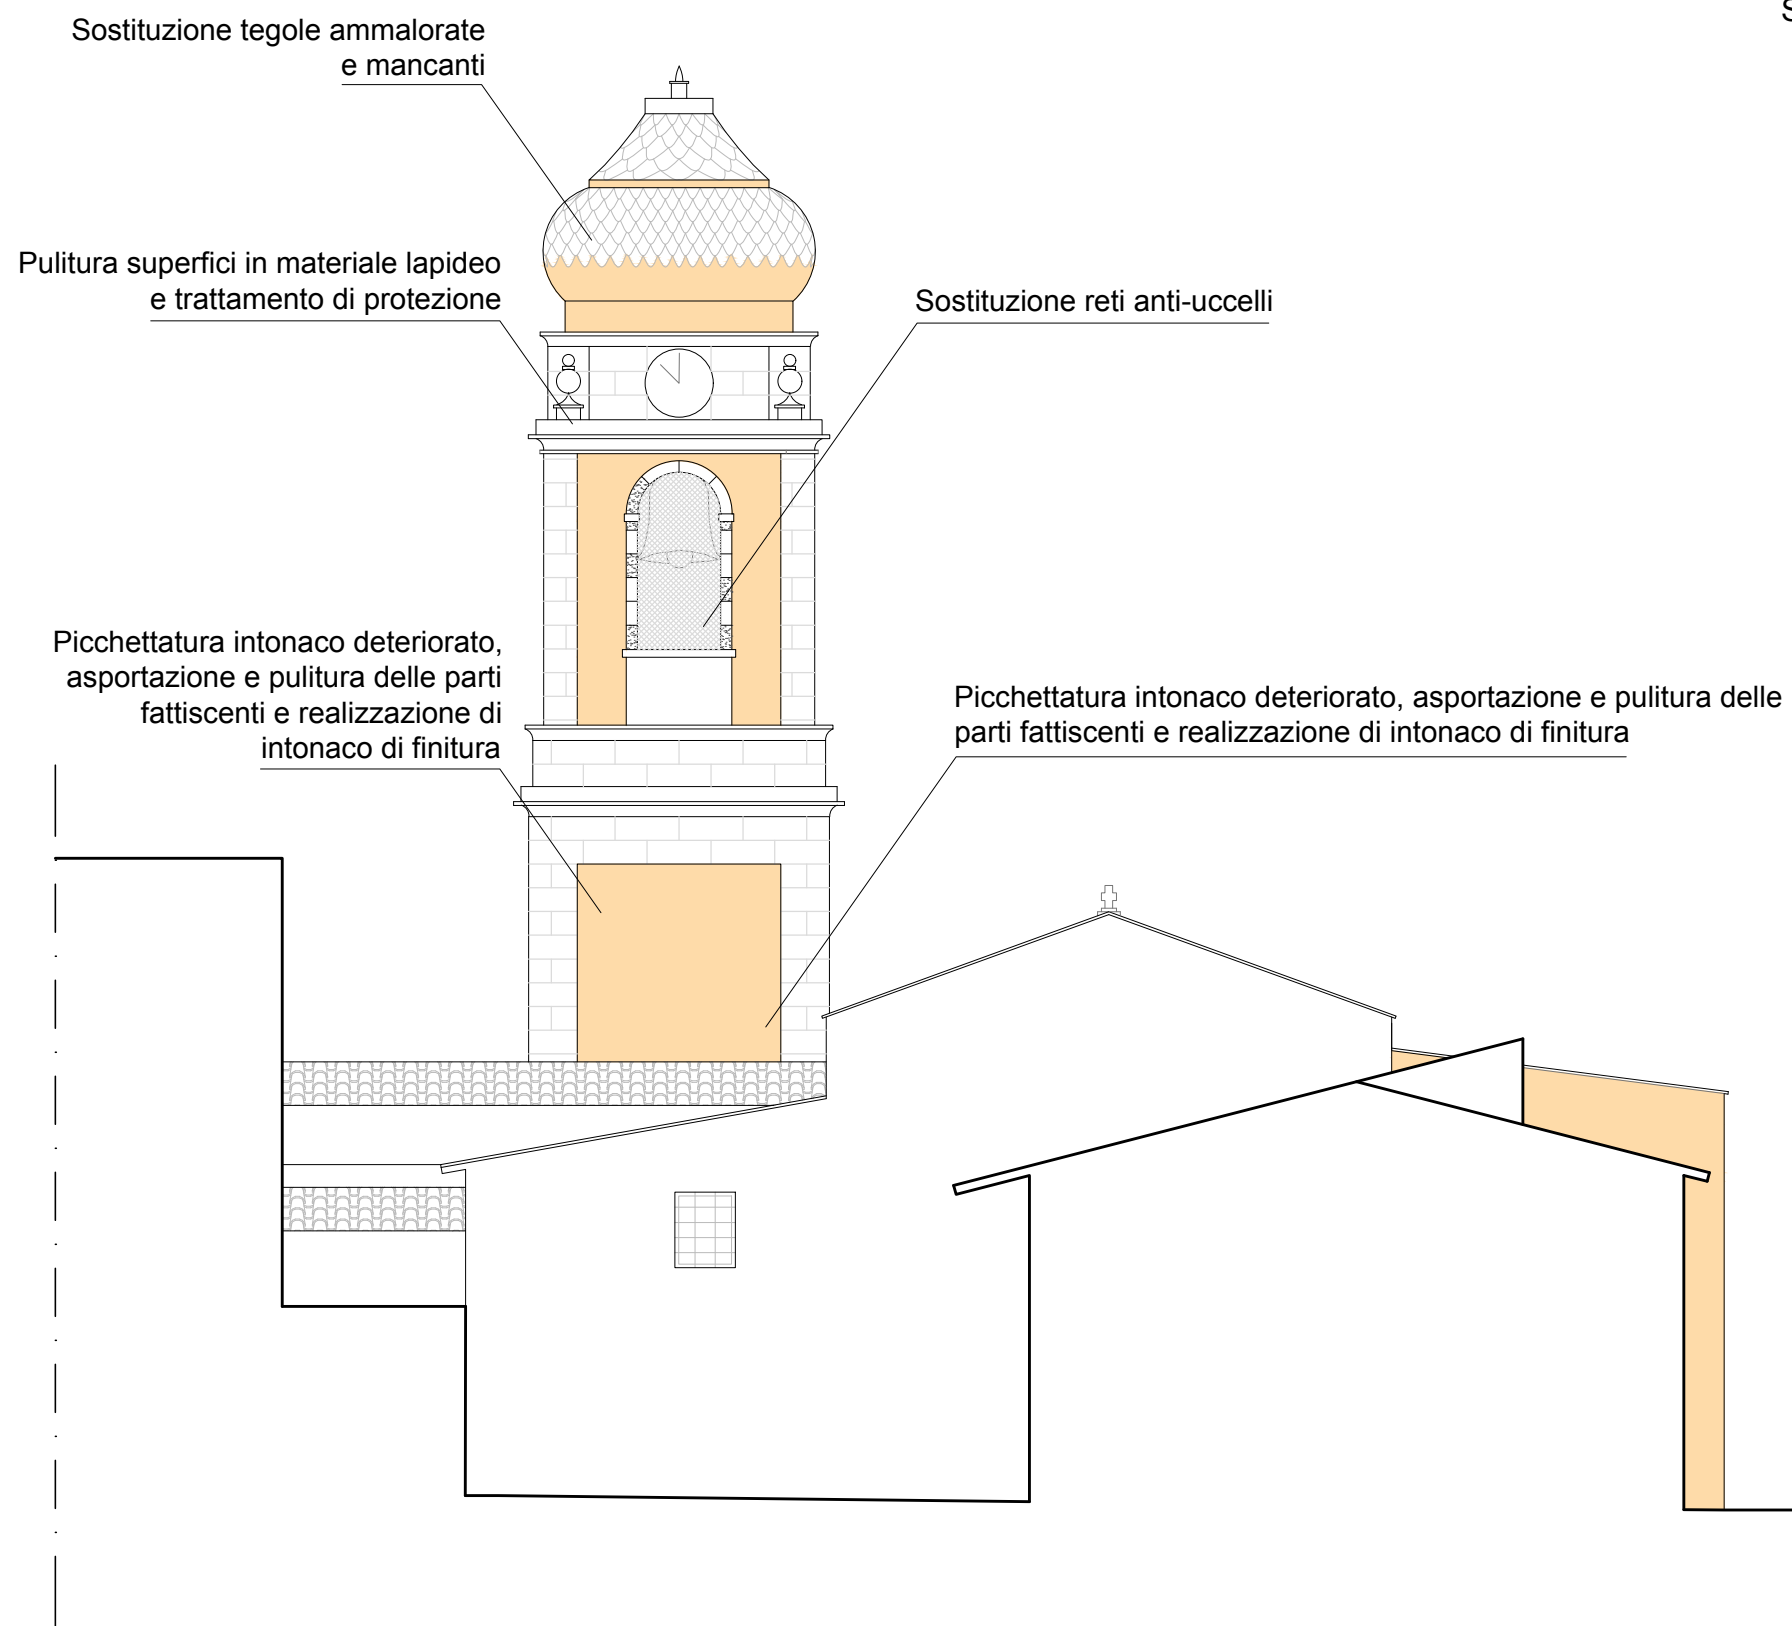 S
Sostituzione tegole ammalorate
e mancanti
Pulitura superfici in materiale lapideo
e trattamento di protezione
Sostituzione reti anti-uccelli
Picchettatura intonaco deteriorato,
asportazione e pulitura delle parti
fattiscenti e realizzazione di
intonaco di finitura
Picchettatura intonaco deteriorato, asportazione e pulitura delle
parti fattiscenti e realizzazione di intonaco di finitura